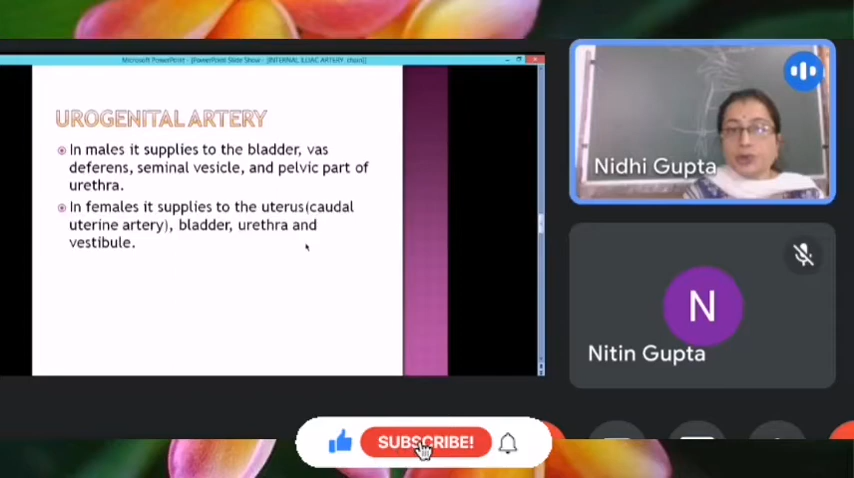 Microsoft PowerPoint - [PowerPoint Slide Show - [INTERNAL ILIAC ARTERY chain]]
UROGENITAL ARTERY
In males it supplies to the bladder, vas
deferens, seminal vesicle, and pelvic part of
urethra.
In females it supplies to the uterus(caudal
uterine artery), bladder, urethra and
vestibule.
Nidhi Gupta
N
Nitin Gupta
SUBSCRIBE!